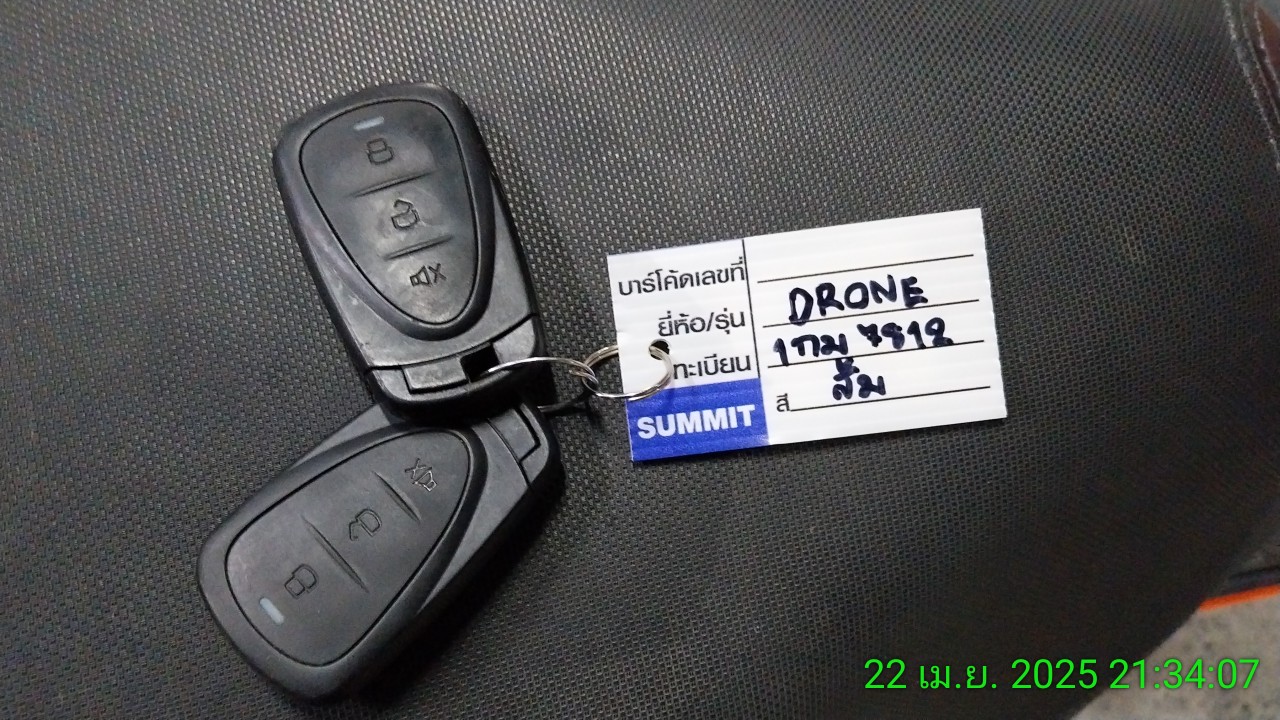 บาร์โค้ดเลขที่
ยี่ห้อ/รุ่น DRONE
ทะเบียน 1กม 7812
สี ส้ม
SUMMIT
22 เม.ย. 2025 21:34:07